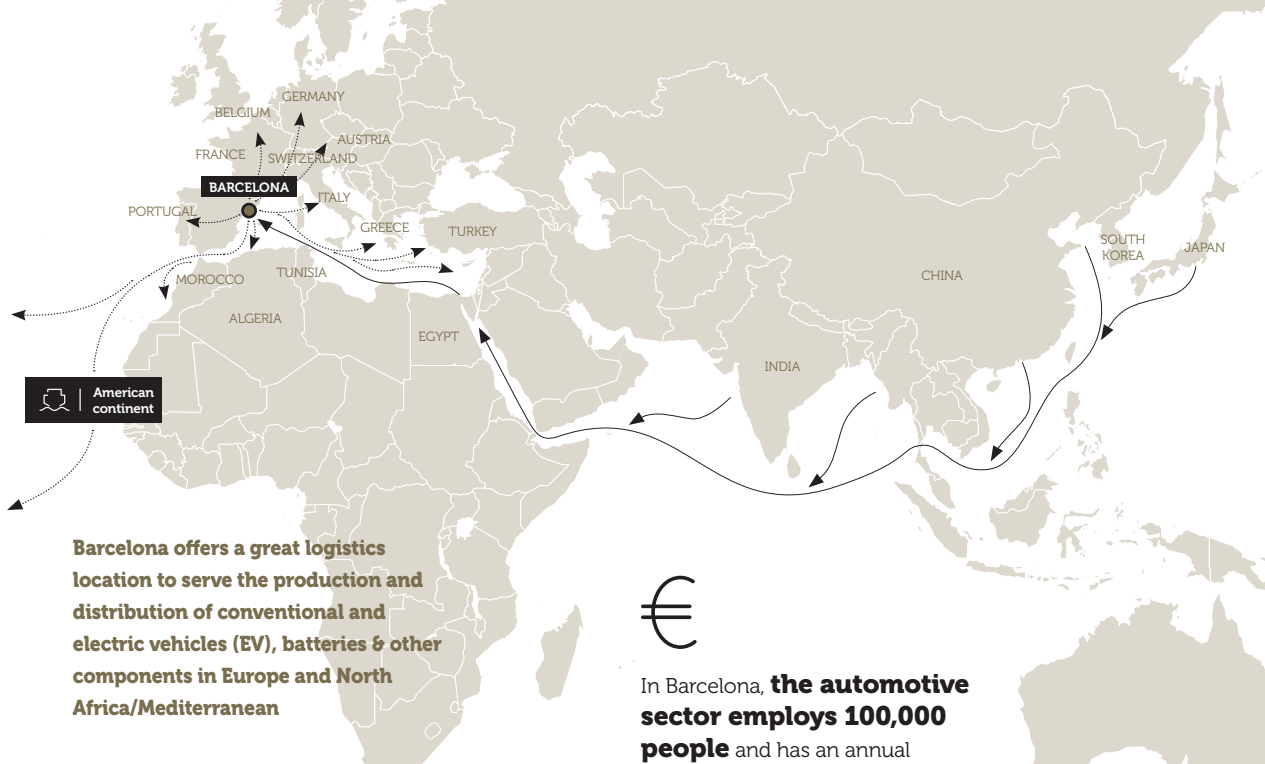 GERMANY
BELGIUM
AUSTRIA
FRANCE
SWITZERLAND
BARCELONA
ITALY
PORTUGAL
GREECE
TURKEY
SOUTH
KOREA
JAPAN
TUNISIA
CHINA
MOROCCO
ALGERIA
EGYPT
INDIA
American
continent
Barcelona offers a great logistics
location to serve the production and
distribution of conventional and
electric vehicles (EV), batteries & other
components in Europe and North
Africa/Mediterranean
€
In Barcelona, the automotive
sector employs 100,000
people and has an annual